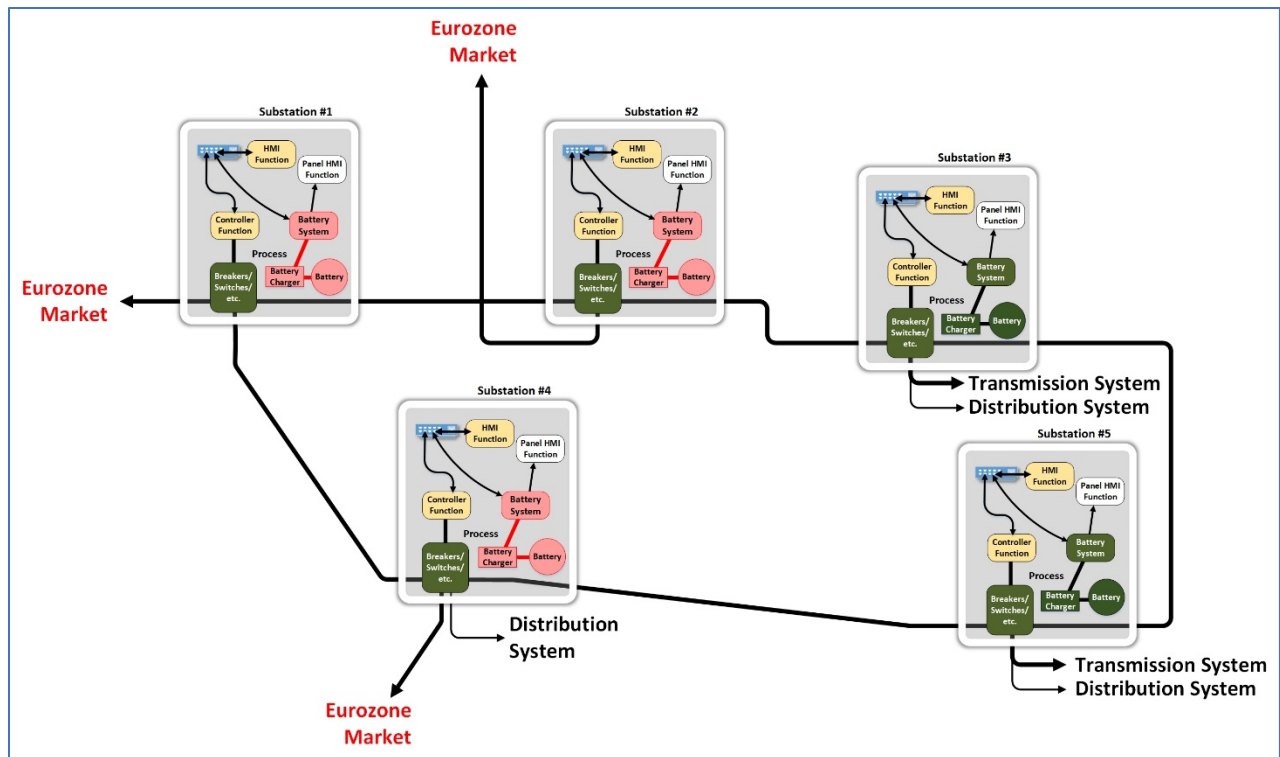 Eurozone
Market
Substation #1
HMI
Function
Panel HMI
Function
Controller
Function
Battery
System
Process
Breakers/
Switches/
etc.
Battery
Charger
Battery
Eurozone
Market
Substation #2
HMI
Function
Panel HMI
Function
Controller
Function
Battery
System
Process
Breakers/
Switches/
etc.
Battery
Charger
Battery
Substation #3
HMI
Function
Panel HMI
Function
Controller
Function
Battery
System
Process
Breakers/
Switches/
etc.
Battery
Charger
Battery
Transmission System
Distribution System
Substation #4
HMI
Function
Panel HMI
Function
Controller
Function
Battery
System
Process
Breakers/
Switches/
etc.
Battery
Charger
Battery
Distribution
System
Eurozone
Market
Substation #5
HMI
Function
Panel HMI
Function
Controller
Function
Battery
System
Process
Breakers/
Switches/
etc.
Battery
Charger
Battery
Transmission System
Distribution System